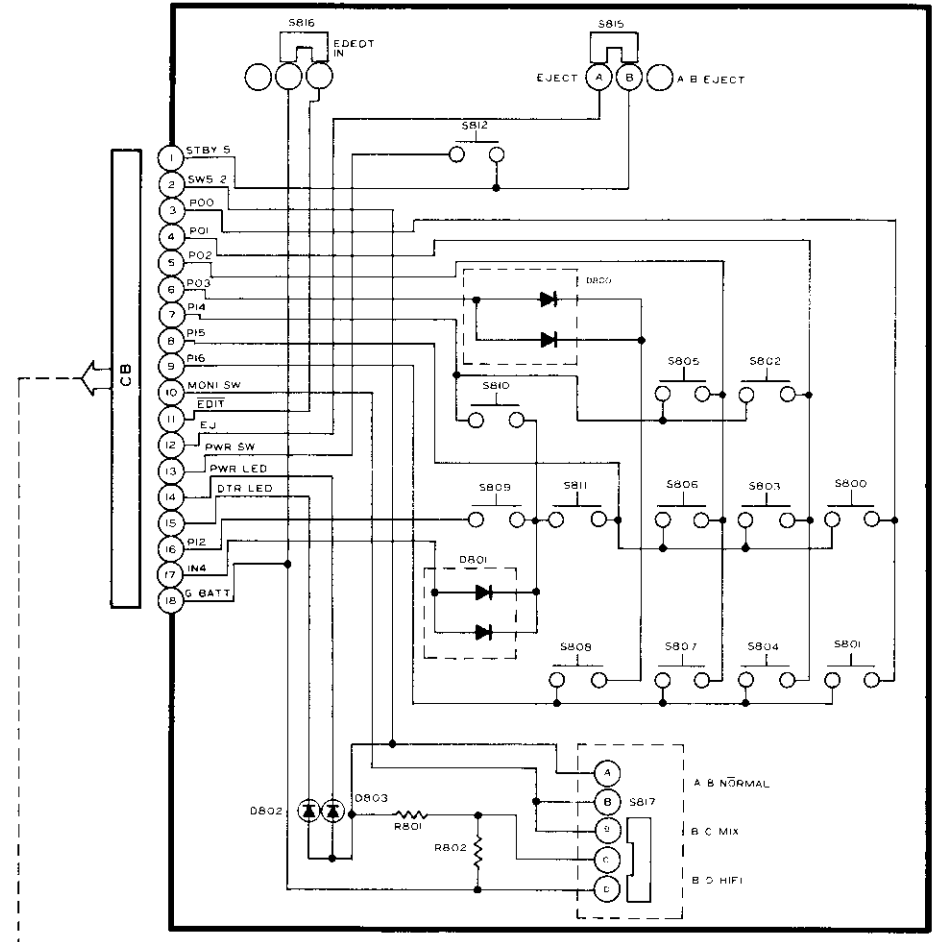 S816
EDEDT
IN
S815
EJECT
A
B
A B EJECT
S812
CB
1 STBY 5
2 SW5 2
3 P00
4 P01
5 P02
6 P03
7 P14
8 P15
9 P16
10 MONI SW
11 EDIT
12 EJ
13 PWR SW
14 PWR LED
15 DTR LED
16 P12
17 IN4
18 G BATT
D800
S805
S802
S810
S809
S811
S806
S803
S800
D801
S808
S807
S804
S801
D802
D803
R801
R802
S817
A
B
B
C
D
A B NORMAL
B C MIX
B D HIFI